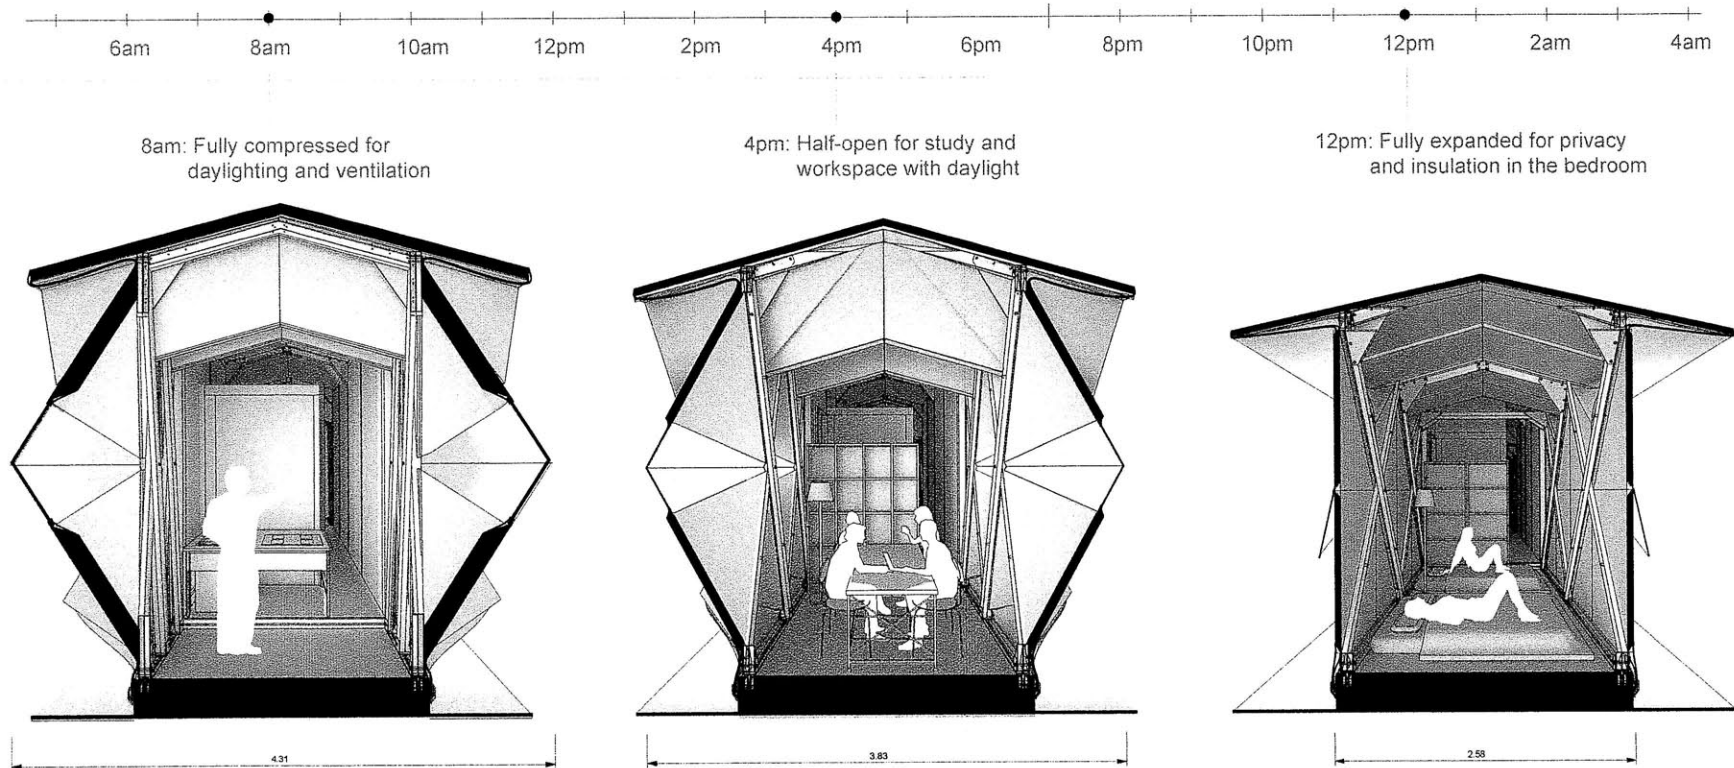 6am 8am 10am 12pm 2pm 4pm 6pm 8pm 10pm 12pm 2am 4am
8am: Fully compressed for
daylighting and ventilation
4pm: Half-open for study and
workspace with daylight
12pm: Fully expanded for privacy
and insulation in the bedroom
4.31
3.83
2.58